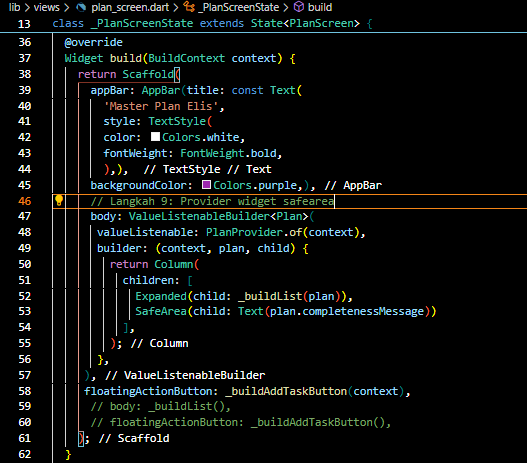 lib > views > plan_screen.dart > _PlanScreenState > build
13 class _PlanScreenState extends State<PlanScreen> {
36 @override
37 Widget build(BuildContext context) {
38 return Scaffold(
39 appBar: AppBar(title: const Text(
40 'Master Plan Elis',
41 style: TextStyle(
42 color: Colors.white,
43 fontWeight: FontWeight.bold,
44 ),), // TextStyle // Text
45 backgroundColor: Colors.purple,), // AppBar
46 // Langkah 9: Provider widget safearea
47 body: ValueListenableBuilder<Plan>(
48 valueListenable: PlanProvider.of(context),
49 builder: (context, plan, child) {
50 return Column(
51 children: [
52 Expanded(child: _buildList(plan)),
53 SafeArea(child: Text(plan.completenessMessage))
54 ],
55 ); // Column
56 },
57 ), // ValueListenableBuilder
58 floatingActionButton: _buildAddTaskButton(context),
59 // body: _buildList(),
60 // floatingActionButton: _buildAddTaskButton(),
61 ); // Scaffold
62 }